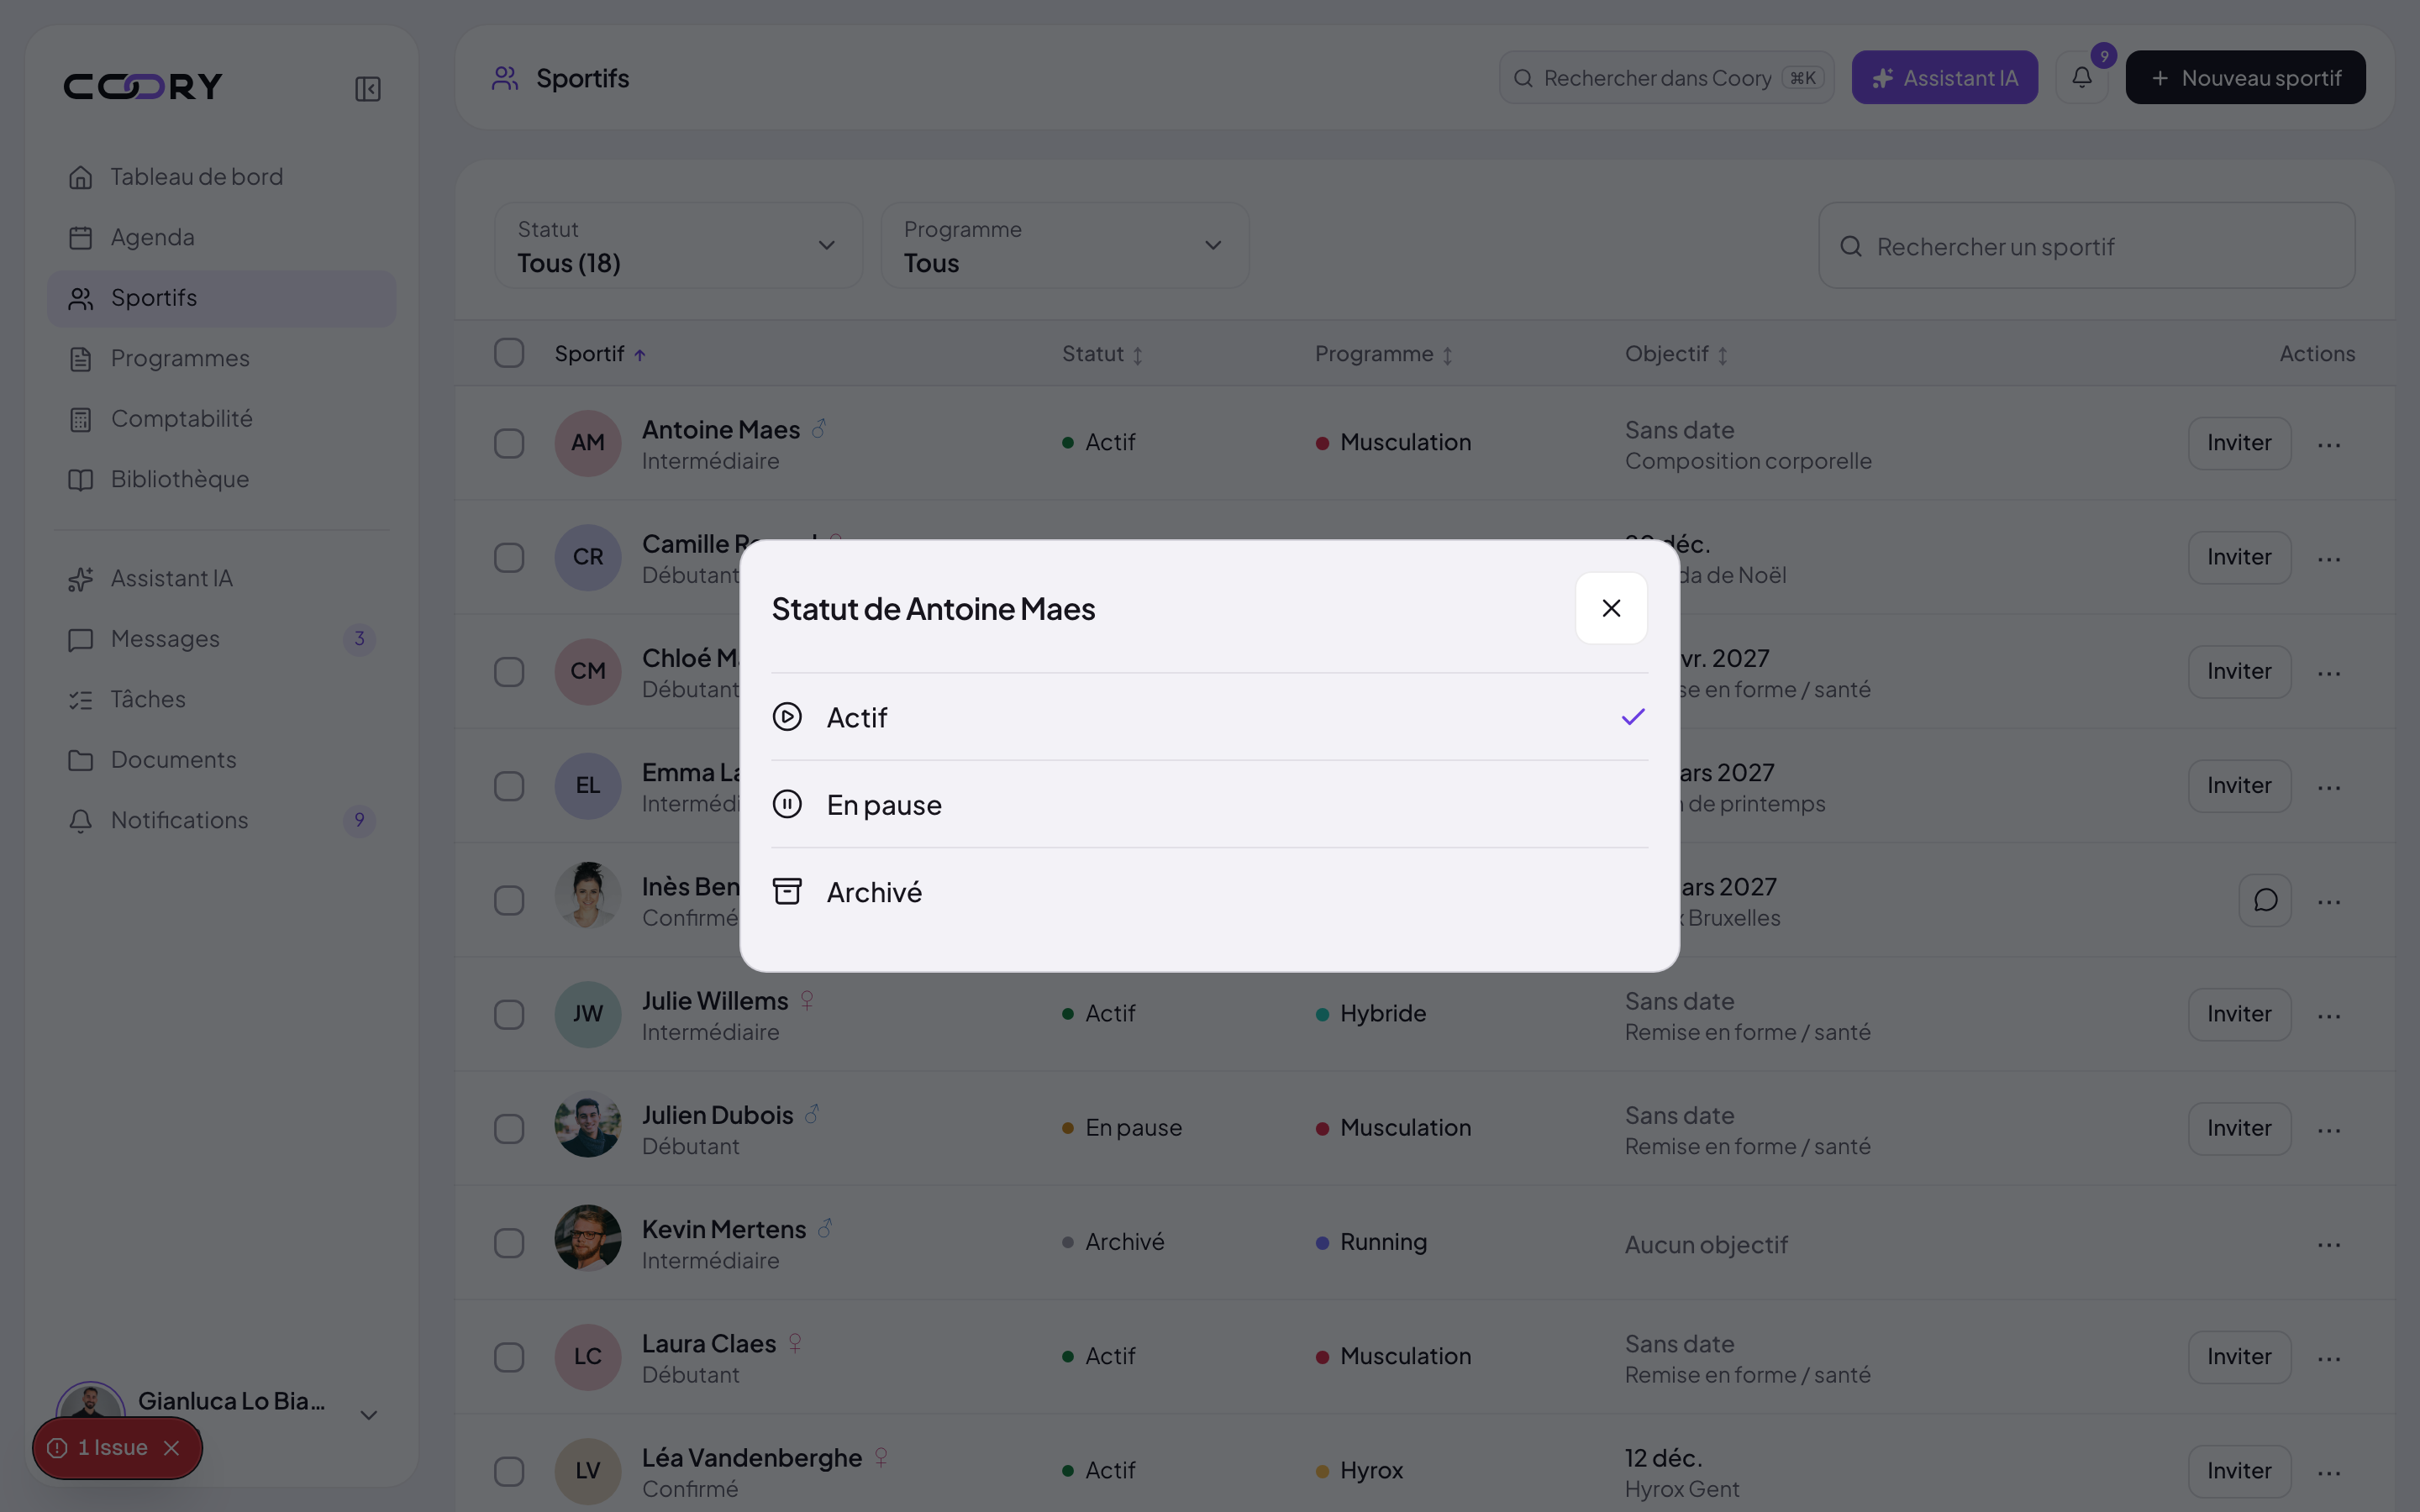 COORY
Tableau de bord
Agenda
Sportifs
Programmes
Comptabilité
Bibliothèque
Assistant IA
Messages 3
Tâches
Documents
Notifications 9
Gianluca Lo Bia...
1 Issue
Sportifs
Rechercher dans Coory ⌘K
Assistant IA
9
+ Nouveau sportif
Statut
Tous (18)
Programme
Tous
Rechercher un sportif
Sportif ↑ Statut Programme Objectif Actions
AM Antoine Maes ♂ Actif Musculation Sans date Inviter ...
Intermédiaire Composition corporelle
CR Camille déc. Inviter ...
Débutant da de Noël
CM Chloé M vr. 2027 Inviter ...
Débutant se en forme / santé
EL Emma La ars 2027 Inviter ...
Intermédi n de printemps
Inès Ben ars 2027 ...
Confirmé x Bruxelles
Statut de Antoine Maes
Actif
En pause
Archivé
JW Julie Willems ♀ Actif Hybride Sans date Inviter ...
Intermédiaire Remise en forme / santé
Julien Dubois ♂ En pause Musculation Sans date Inviter ...
Débutant Remise en forme / santé
Kevin Mertens ♂ Archivé Running Aucun objectif ...
Intermédiaire
LC Laura Claes ♀ Actif Musculation Sans date Inviter ...
Débutant Remise en forme / santé
LV Léa Vandenberghe ♀ Actif Hyrox 12 déc. Inviter ...
Confirmé Hyrox Gent